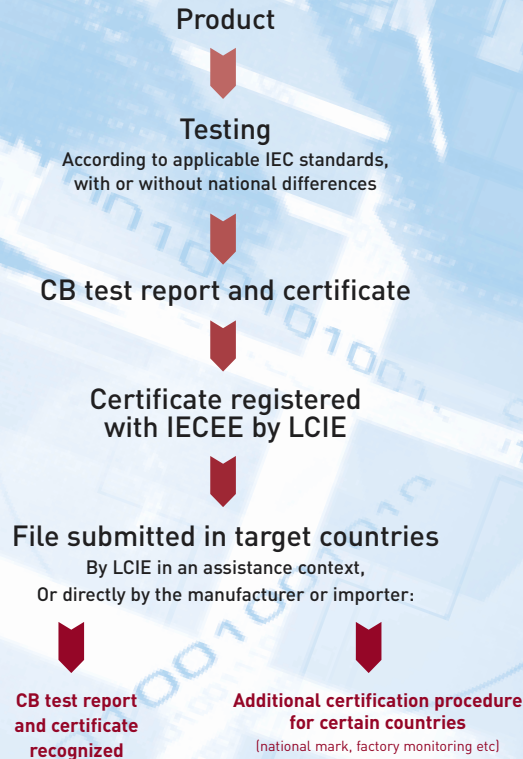 Product
Testing
According to applicable IEC standards,
with or without national differences
CB test report and certificate
Certificate registered
with IECEE by LCIE
File submitted in target countries
By LCIE in an assistance context,
Or directly by the manufacturer or importer:
CB test report
and certificate
recognized
Additional certification procedure
for certain countries
(national mark, factory monitoring etc)